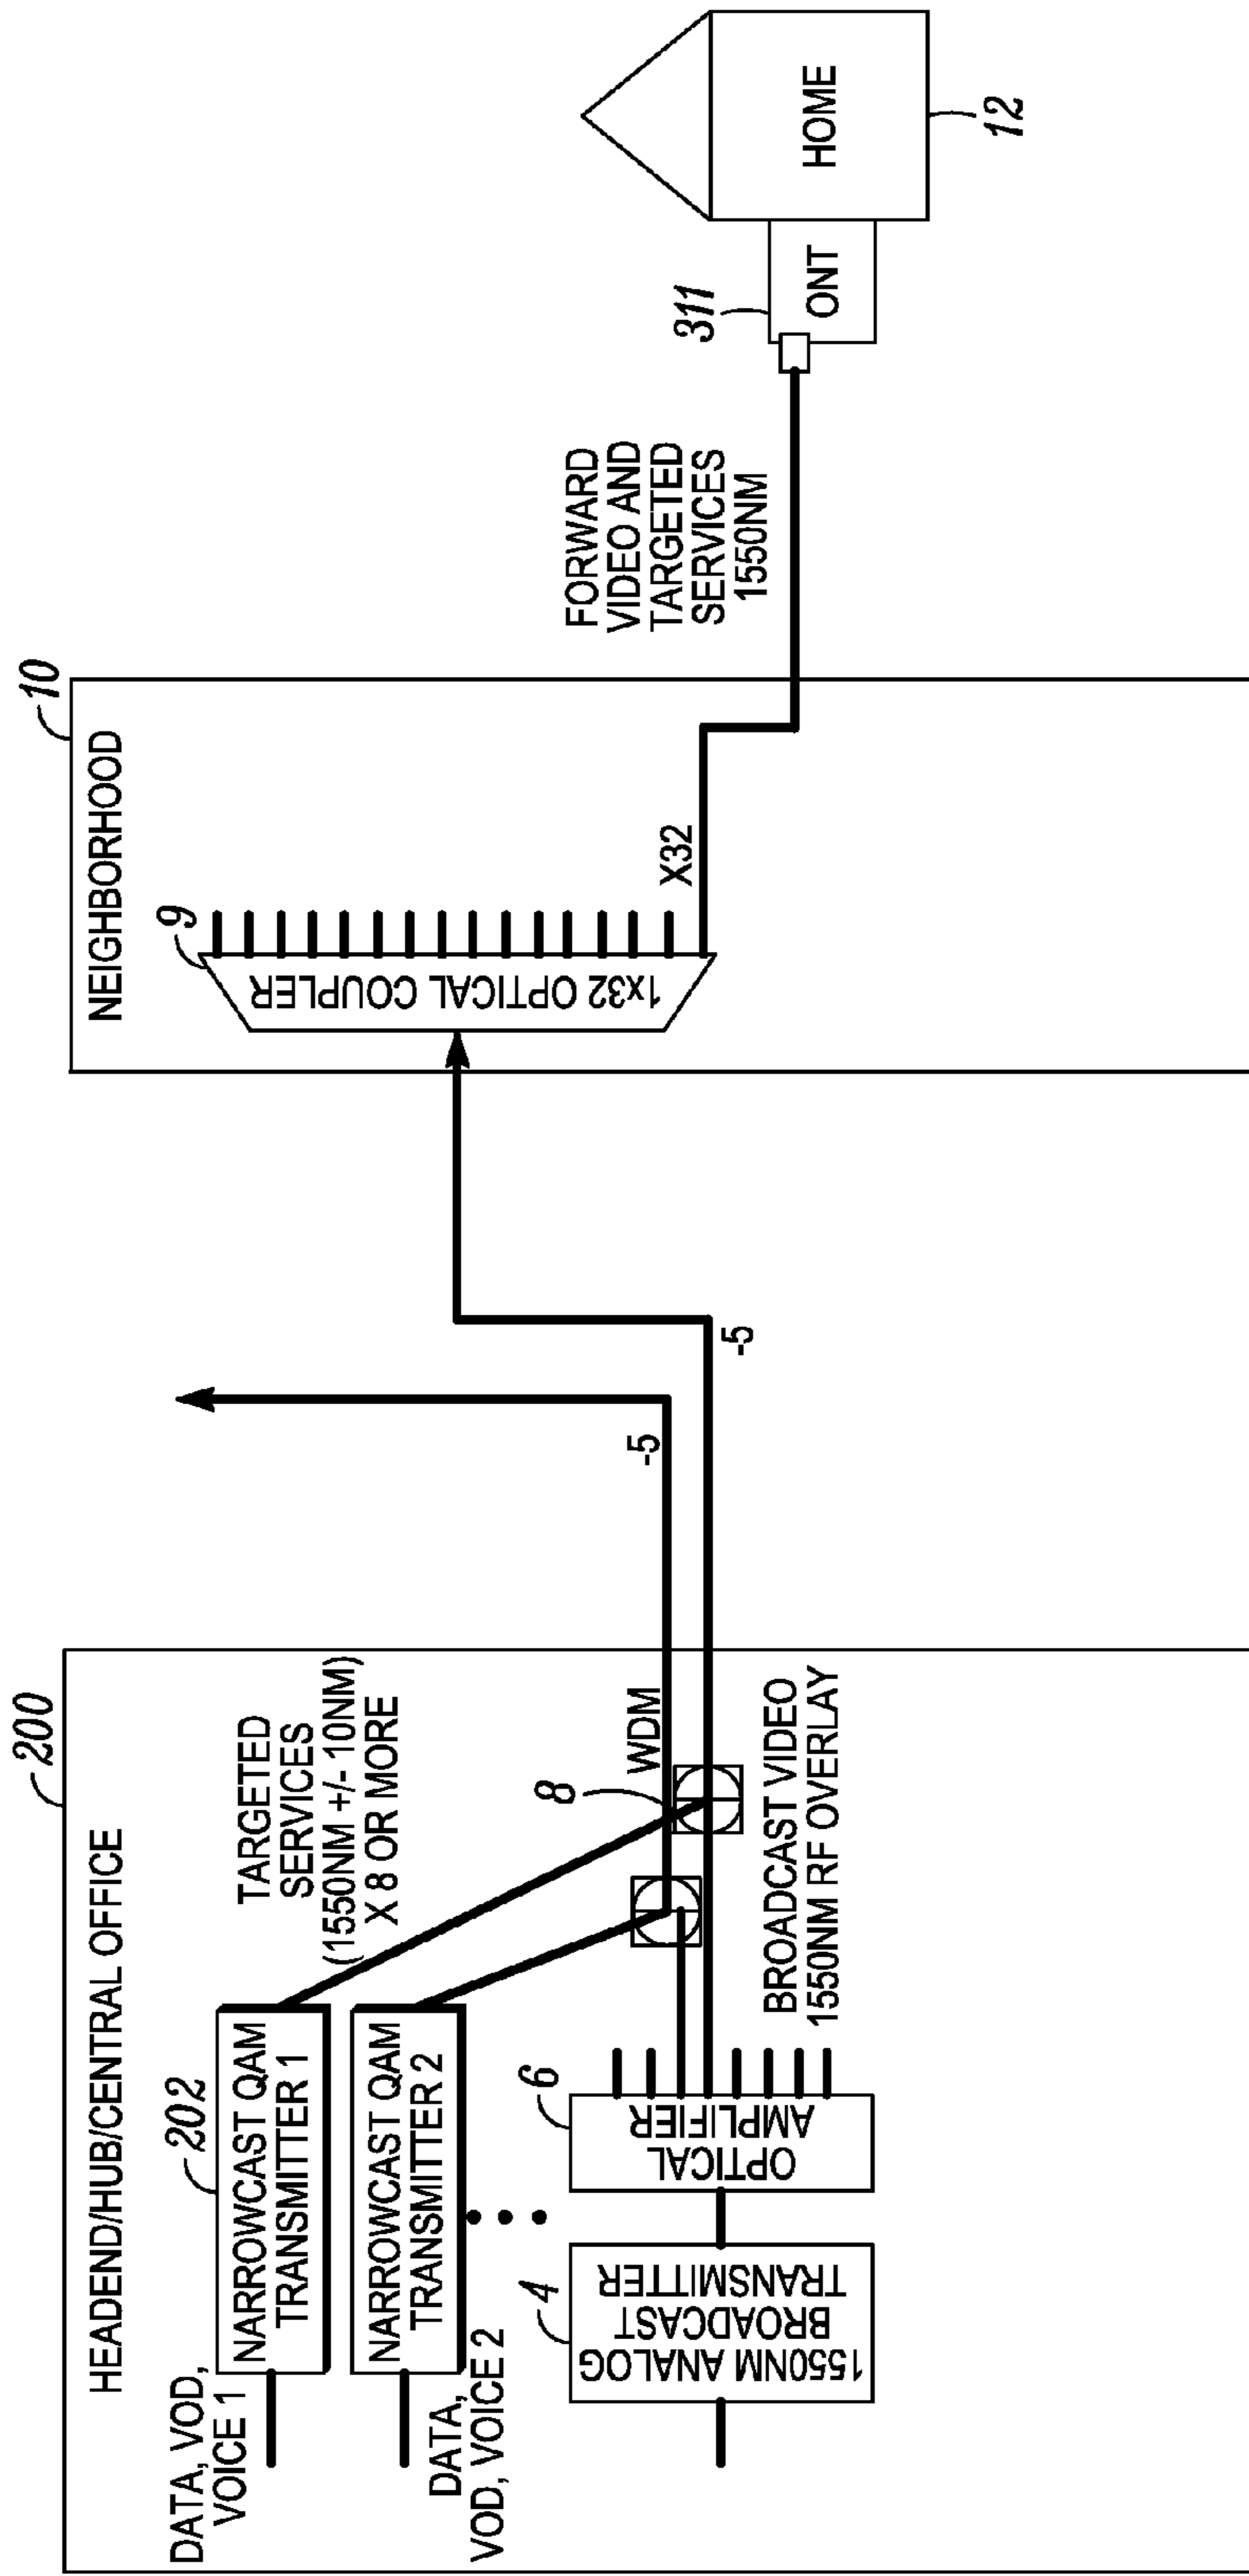 200
HEADEND/HUB/CENTRAL OFFICE
DATA, VOD,
VOICE 1
202
NARROWCAST QAM
TRANSMITTER 1
TARGETED
SERVICES
(1550NM +/- 10NM)
X 8 OR MORE
NARROWCAST QAM
TRANSMITTER 2
DATA,
VOD, VOICE 2
4
1550NM ANALOG
BROADCAST
TRANSMITTER
6
OPTICAL
AMPLIFIER
8
WDM
BROADCAST VIDEO
1550NM RF OVERLAY
-5
-5
10
NEIGHBORHOOD
9
1x32 OPTICAL COUPLER
X32
FORWARD
VIDEO AND
TARGETED
SERVICES
1550NM
311
ONT
HOME
12